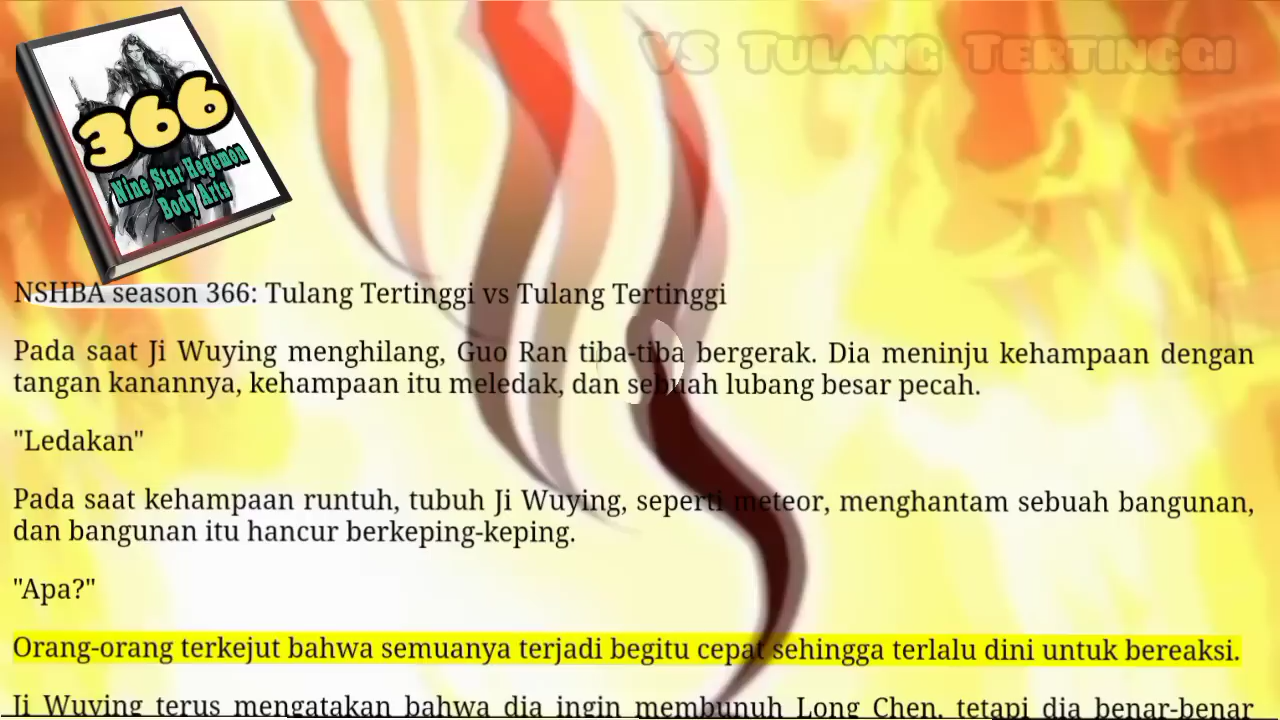 VS TULANG TERTINGGI
366
Nine Star Hegemon
Body Arts
NSHBA season 366: Tulang Tertinggi vs Tulang Tertinggi
Pada saat Ji Wuying menghilang, Guo Ran tiba-tiba bergerak. Dia meninju kehampaan dengan
tangan kanannya, kehampaan itu meledak, dan sebuah lubang besar pecah.
"Ledakan"
Pada saat kehampaan runtuh, tubuh Ji Wuying, seperti meteor, menghantam sebuah bangunan,
dan bangunan itu hancur berkeping-keping.
"Apa?"
Orang-orang terkejut bahwa semuanya terjadi begitu cepat sehingga terlalu dini untuk bereaksi.
Ji Wuying terus mengatakan bahwa dia ingin membunuh Long Chen, tetapi dia benar-benar